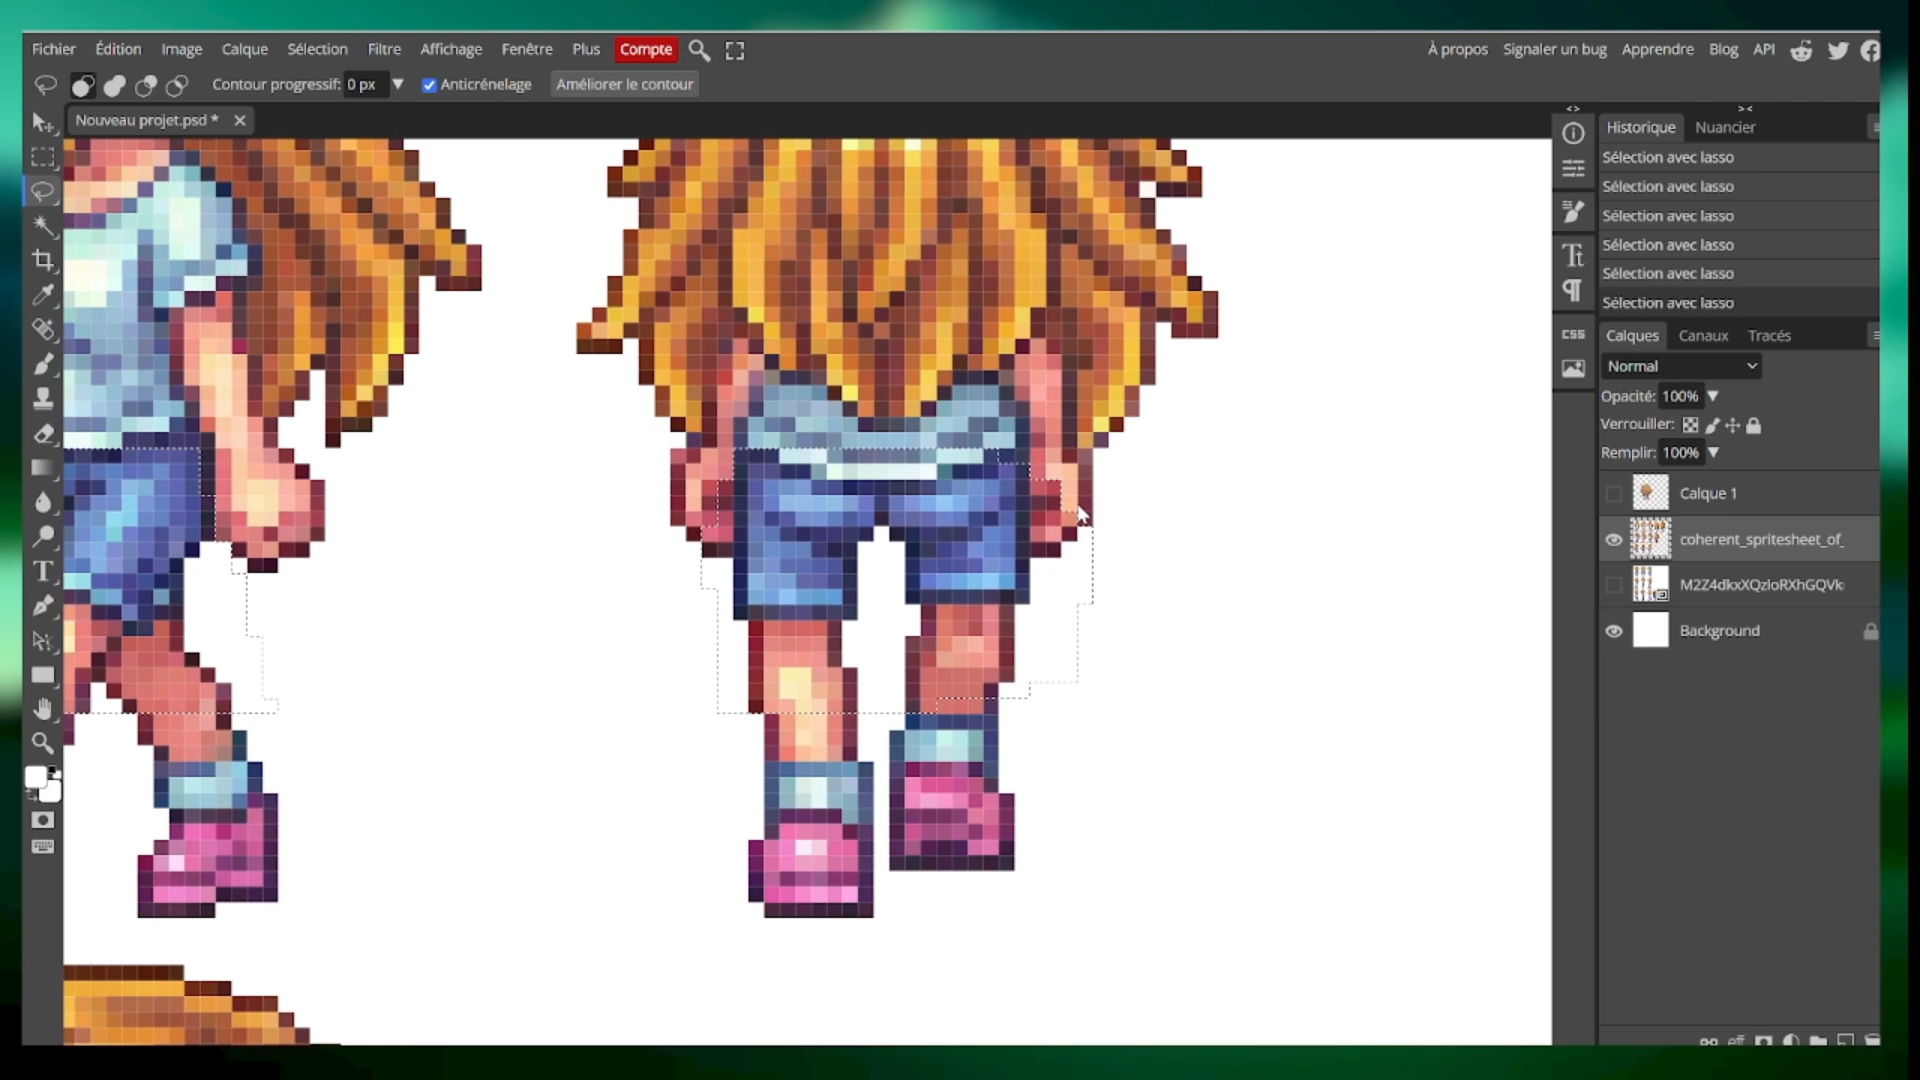 Fichier Édition Image Calque Sélection Filtre Affichage Fenêtre Plus Compte À propos Signaler un bug Apprendre Blog API
Contour progressif: 0 px Anticrénelage Améliorer le contour
Nouveau projet.psd *
Historique Nuancier
Sélection avec lasso
Sélection avec lasso
Sélection avec lasso
Sélection avec lasso
Sélection avec lasso
Sélection avec lasso
CSS
Calques Canaux Tracés
Normal
Opacité: 100%
Verrouiller:
Remplir: 100%
Calque 1
coherent_spritesheet_of_
Background